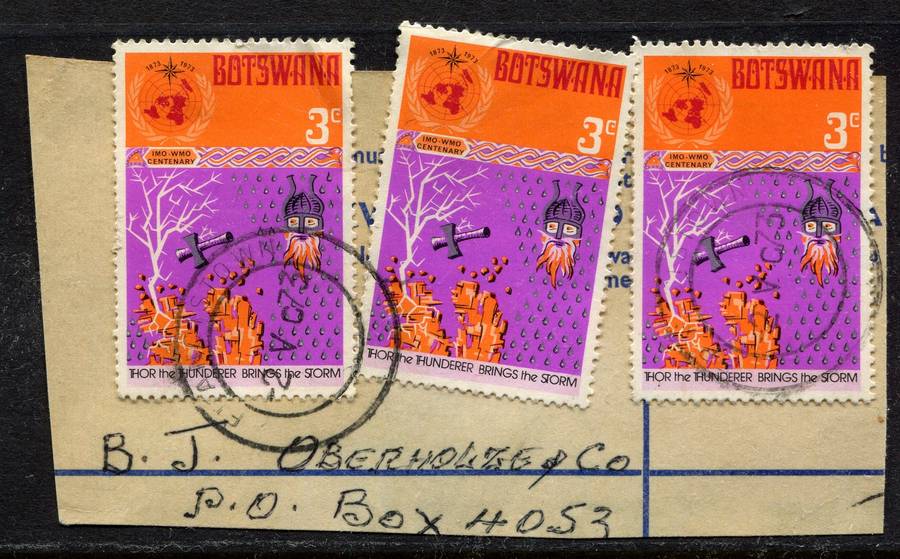 1873 1973
BOTSWANA
3c
IMO-WMO
CENTENARY
THOR the THUNDERER BRINGS the STORM
1873 1973
BOTSWANA
3c
IMO-WMO
CENTENARY
THOR the THUNDERER BRINGS the STORM
1873 1973
BOTSWANA
3c
IMO-WMO
CENTENARY
THOR the THUNDERER BRINGS the STORM
B. J. & Co
P.O. Box 4053